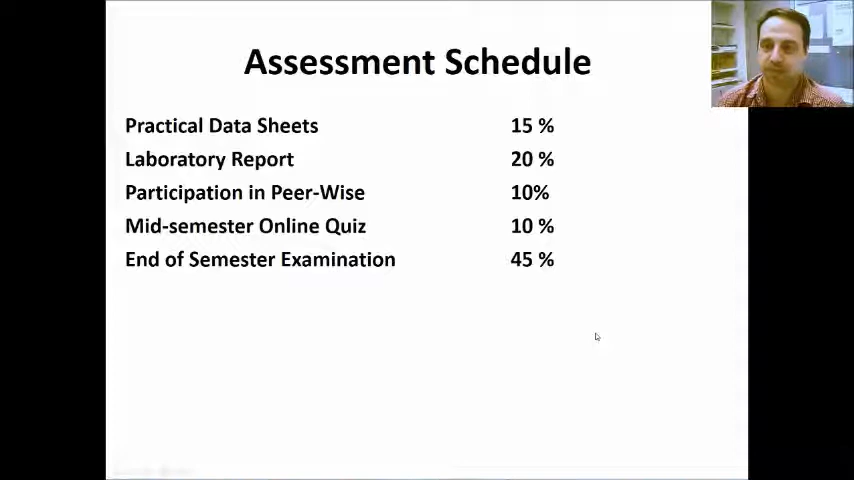 Assessment Schedule
Practical Data Sheets 15 %
Laboratory Report 20 %
Participation in Peer-Wise 10%
Mid-semester Online Quiz 10 %
End of Semester Examination 45 %